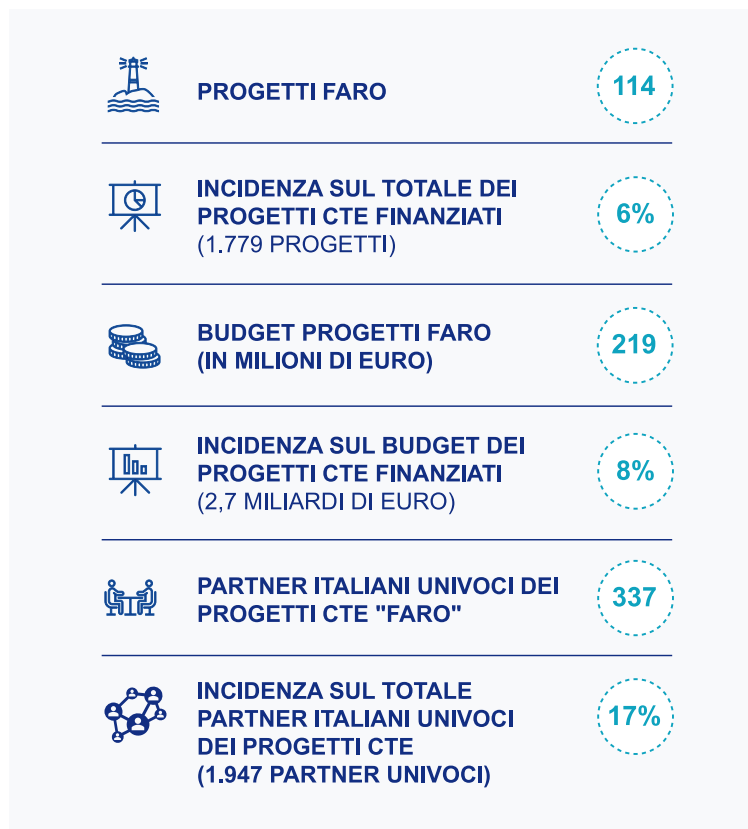 PROGETTI FARO
114
INCIDENZA SUL TOTALE DEI
PROGETTI CTE FINANZIATI
(1.779 PROGETTI)
6%
BUDGET PROGETTI FARO
(IN MILIONI DI EURO)
219
INCIDENZA SUL BUDGET DEI
PROGETTI CTE FINANZIATI
(2,7 MILIARDI DI EURO)
8%
PARTNER ITALIANI UNIVOCI DEI
PROGETTI CTE "FARO"
337
INCIDENZA SUL TOTALE
PARTNER ITALIANI UNIVOCI
DEI PROGETTI CTE
(1.947 PARTNER UNIVOCI)
17%